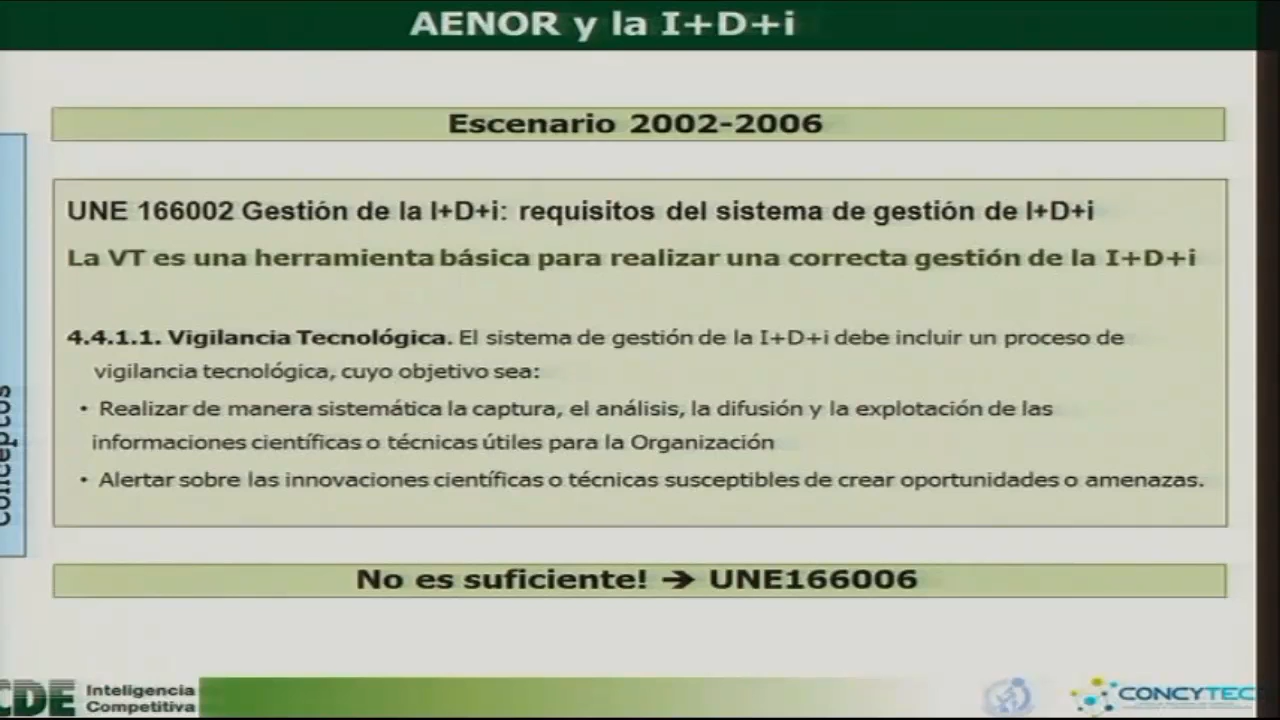 AENOR y la I+D+i
Escenario 2002-2006
UNE 166002 Gestión de la I+D+i: requisitos del sistema de gestión de I+D+i
La VT es una herramienta básica para realizar una correcta gestión de la I+D+i
4.4.1.1. Vigilancia Tecnológica. El sistema de gestión de la I+D+i debe incluir un proceso de
vigilancia tecnológica, cuyo objetivo sea:
• Realizar de manera sistemática la captura, el análisis, la difusión y la explotación de las
informaciones científicas o técnicas útiles para la Organización
• Alertar sobre las innovaciones científicas o técnicas susceptibles de crear oportunidades o amenazas.
No es suficiente! → UNE166006
conceptos
CDE
Inteligencia
Competitiva
CONCYTEC